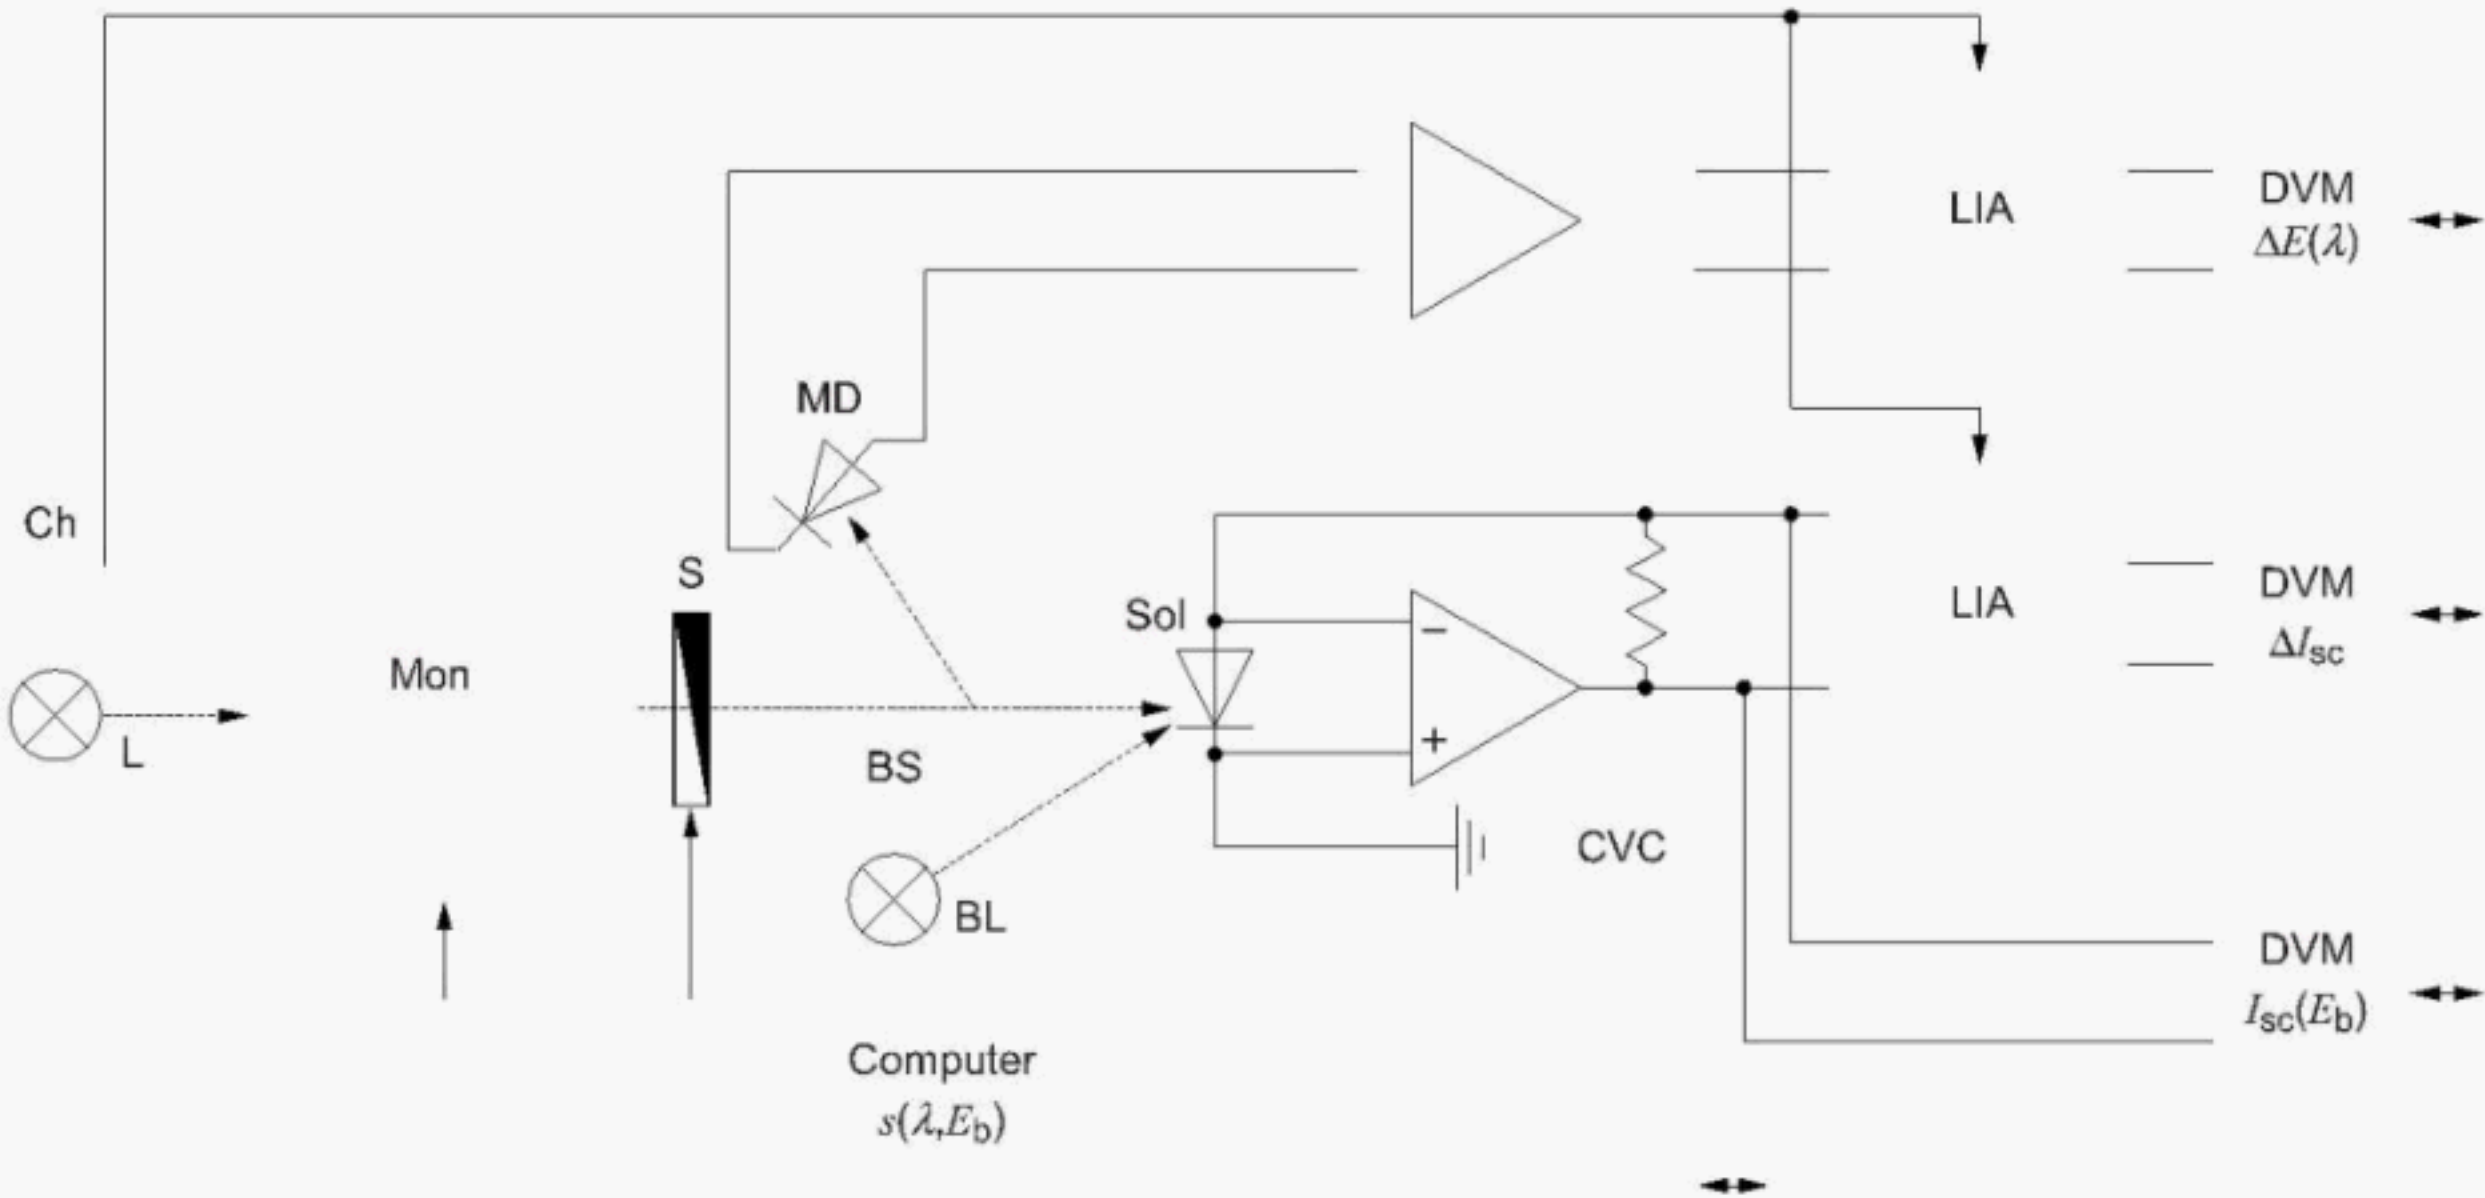 DVM
ΔE(λ)
LIA
MD
Ch
S
Sol
−
+
LIA
DVM
ΔIsc
Mon
L
BS
BL
CVC
DVM
Isc(Eb)
Computer
s(λ,Eb)